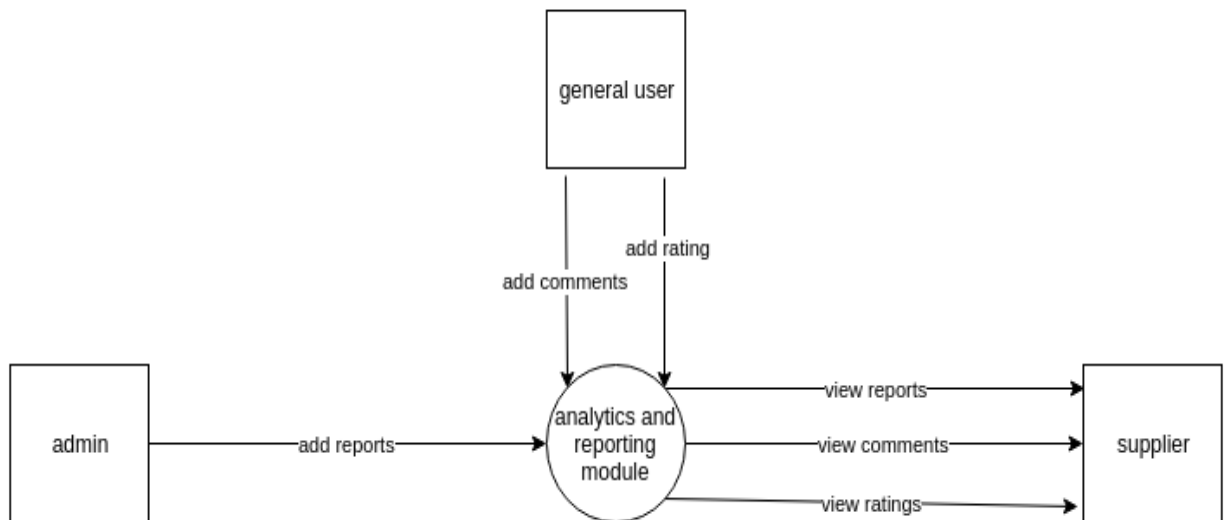 general user
add rating
add comments
view reports
analytics and
reporting
module
admin
add reports
view comments
supplier
view ratings